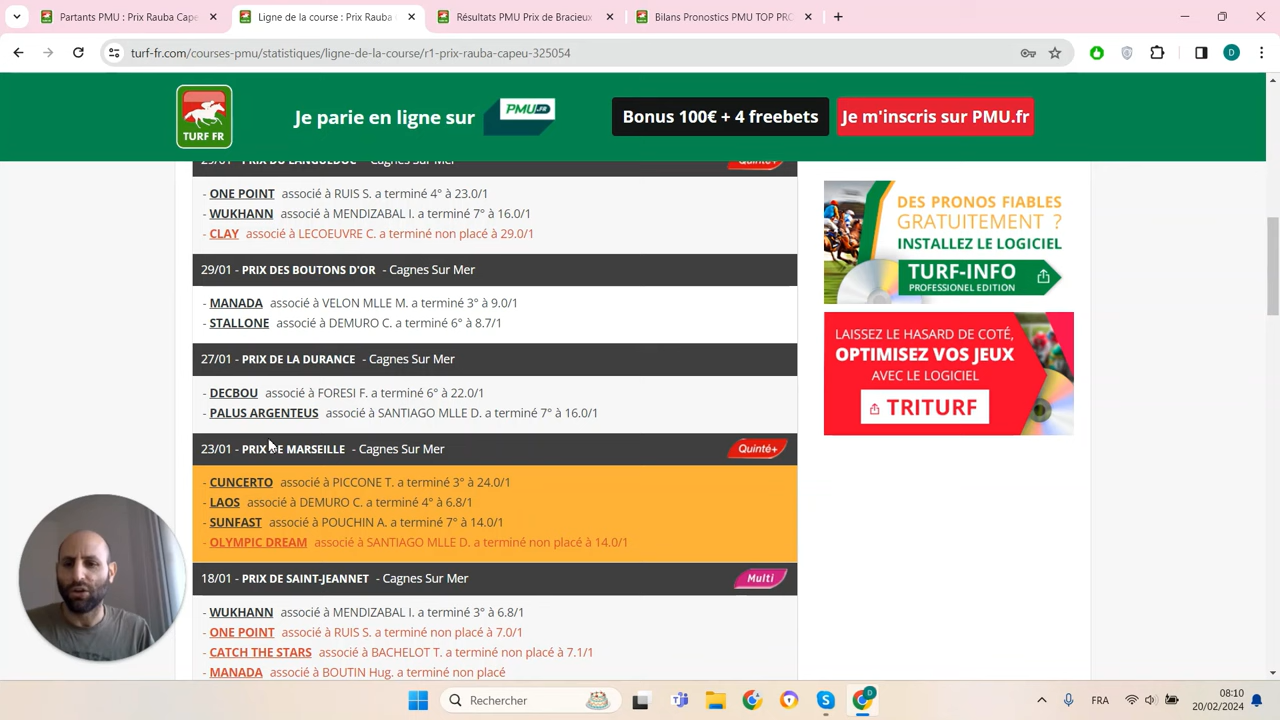 Partants PMU : Prix Rauba Cape
Ligne de la course : Prix Rauba
Résultats PMU Prix de Bracieux
Bilans Pronostics PMU TOP PRO
turf-fr.com/courses-pmu/statistiques/ligne-de-la-course/r1-prix-rauba-capeu-325054
D
TURF FR
Je parie en ligne sur
PMU.FR
Bonus 100€ + 4 freebets
Je m'inscris sur PMU.fr
29/01 - PRIX DU LANGUEDOC - Cagnes Sur Mer
Quinté+
- ONE POINT associé à RUIS S. a terminé 4° à 23.0/1
- WUKHANN associé à MENDIZABAL I. a terminé 7° à 16.0/1
- CLAY associé à LECOEUVRE C. a terminé non placé à 29.0/1
29/01 - PRIX DES BOUTONS D'OR - Cagnes Sur Mer
- MANADA associé à VELON MLLE M. a terminé 3° à 9.0/1
- STALLONE associé à DEMURO C. a terminé 6° à 8.7/1
27/01 - PRIX DE LA DURANCE - Cagnes Sur Mer
- DECBOU associé à FORESI F. a terminé 6° à 22.0/1
- PALUS ARGENTEUS associé à SANTIAGO MLLE D. a terminé 7° à 16.0/1
23/01 - PRIX DE MARSEILLE - Cagnes Sur Mer
Quinté+
- CUNCERTO associé à PICCONE T. a terminé 3° à 24.0/1
- LAOS associé à DEMURO C. a terminé 4° à 6.8/1
- SUNFAST associé à POUCHIN A. a terminé 7° à 14.0/1
- OLYMPIC DREAM associé à SANTIAGO MLLE D. a terminé non placé à 14.0/1
18/01 - PRIX DE SAINT-JEANNET - Cagnes Sur Mer
Multi
- WUKHANN associé à MENDIZABAL I. a terminé 3° à 6.8/1
- ONE POINT associé à RUIS S. a terminé non placé à 7.0/1
- CATCH THE STARS associé à BACHELOT T. a terminé non placé à 7.1/1
- MANADA associé à BOUTIN Hug. a terminé non placé
DES PRONOS FIABLES
GRATUITEMENT ?
INSTALLEZ LE LOGICIEL
TURF-INFO
PROFESSIONEL EDITION
LAISSEZ LE HASARD DE COTÉ,
OPTIMISEZ VOS JEUX
AVEC LE LOGICIEL
TRITURF
Rechercher
D
FRA
08:10
20/02/2024